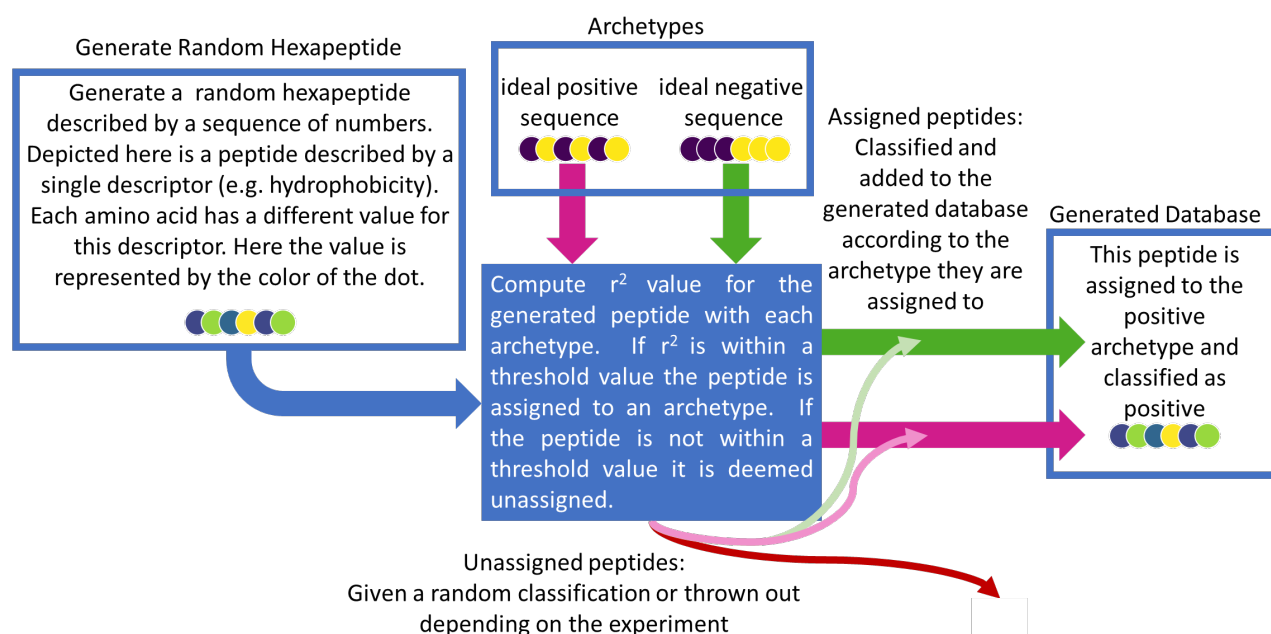 Generate Random Hexapeptide
Generate a random hexapeptide
described by a sequence of numbers.
Depicted here is a peptide described by a
single descriptor (e.g. hydrophobicity).
Each amino acid has a different value for
this descriptor. Here the value is
represented by the color of the dot.
Archetypes
ideal positive
sequence
ideal negative
sequence
Compute r² value for the
generated peptide with each
archetype. If r² is within a
threshold value the peptide is
assigned to an archetype. If
the peptide is not within a
threshold value it is deemed
unassigned.
Assigned peptides:
Classified and
added to the
generated database
according to the
archetype they are
assigned to
Generated Database
This peptide is
assigned to the
positive
archetype and
classified as
positive
Unassigned peptides:
Given a random classification or thrown out
depending on the experiment